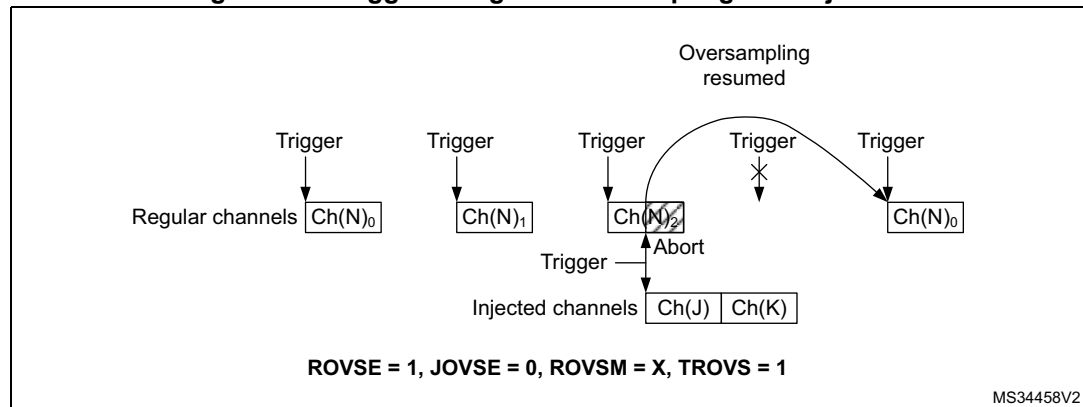 Oversampling
resumed
Trigger Trigger Trigger Trigger Trigger
Regular channels Ch(N)₀ Ch(N)₁ Ch(N)₂ Ch(N)₀
Abort
Trigger
Injected channels Ch(J) Ch(K)
ROVSE = 1, JOVSE = 0, ROVSM = X, TROVS = 1
MS34458V2